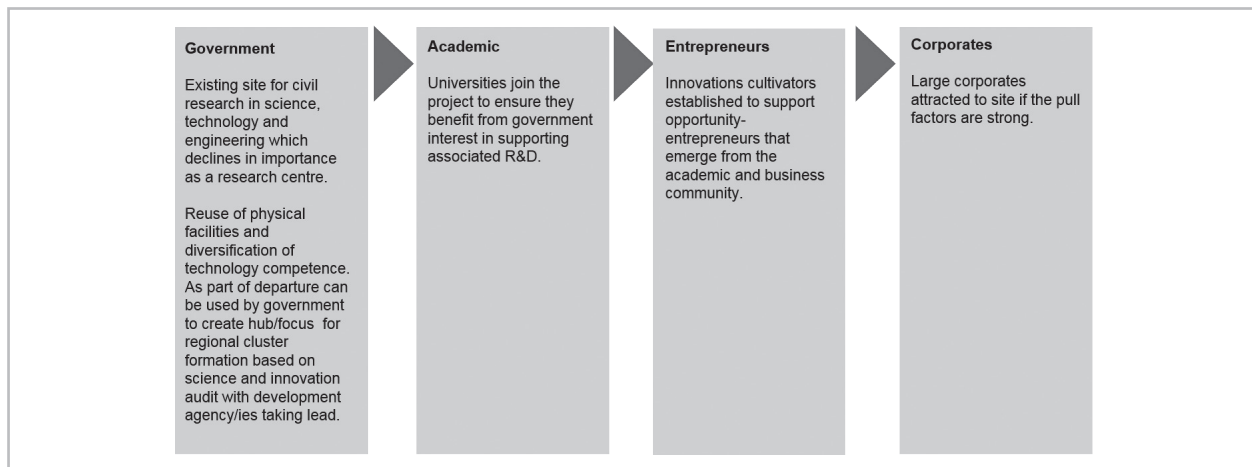 Government
Existing site for civil
research in science,
technology and
engineering which
declines in importance
as a research centre.
Reuse of physical
facilities and
diversification of
technology competence.
As part of departure can
be used by government
to create hub/focus for
regional cluster
formation based on
science and innovation
audit with development
agency/ies taking lead.
Academic
Universities join the
project to ensure they
benefit from government
interest in supporting
associated R&D.
Entrepreneurs
Innovations cultivators
established to support
opportunity-
entrepreneurs that
emerge from the
academic and business
community.
Corporates
Large corporates
attracted to site if the pull
factors are strong.